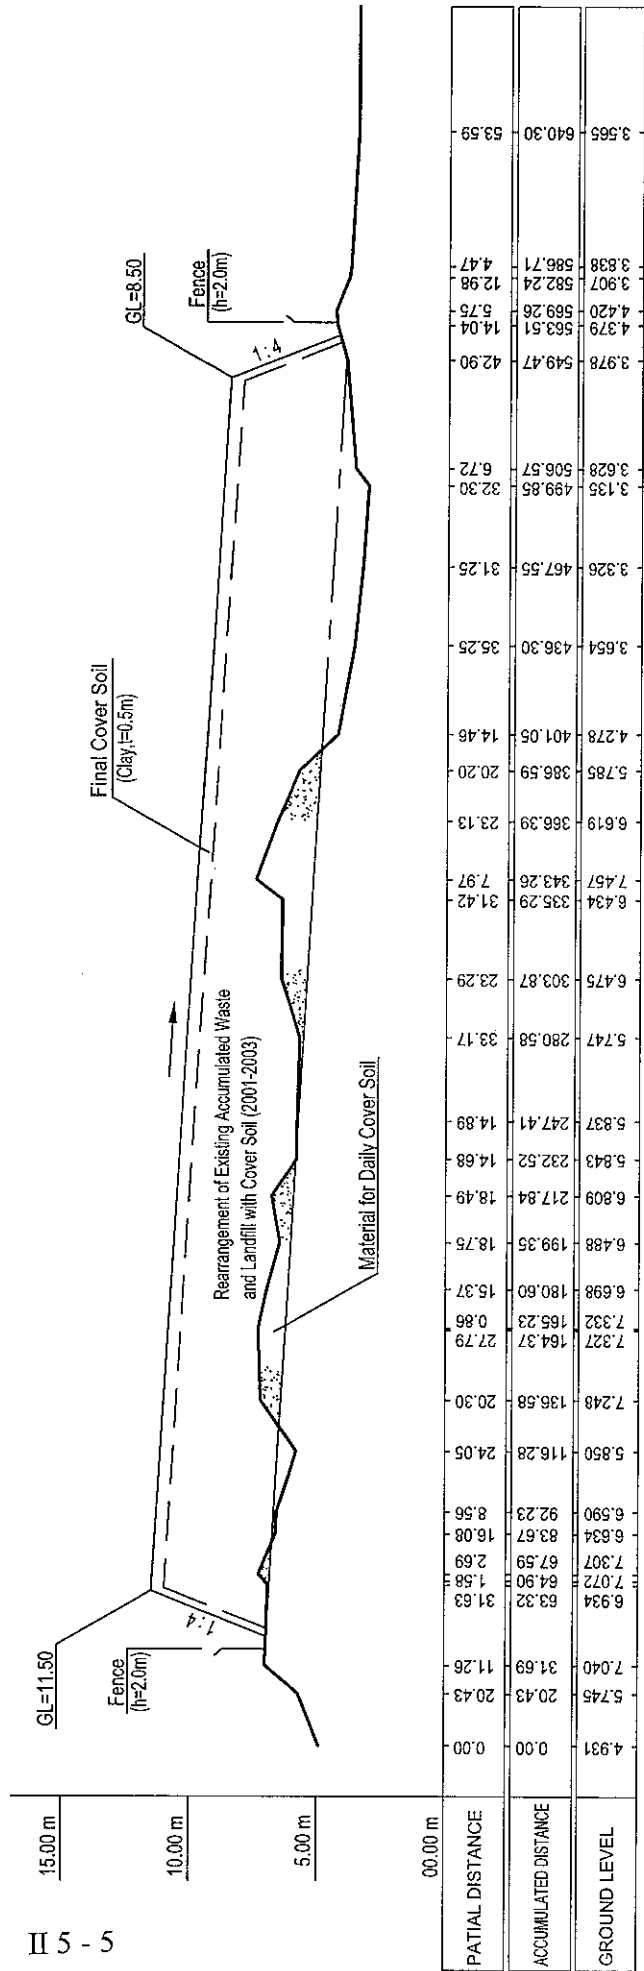 GL=11.50
Fence
(h=2.0m)
1:4
Rearrangement of Existing Accumulated Waste
and Landfill with Cover Soil (2001-2003)
Material for Daily Cover Soil
Final Cover Soil
(Clay,t=0.5m)
GL=8.50
Fence
(h=2.0m)
1:4
15.00 m
10.00 m
5.00 m
00.00 m
PATIAL DISTANCE 0.00 20.43 11.26 31.63 1.58 2.69 16.08 8.56 24.05 20.30 27.79 0.86 15.37 18.75 18.49 14.68 14.89 33.17 23.29 31.42 7.97 23.13 20.20 14.46 35.25 31.25 32.30 6.72 42.90 14.04 5.75 12.98 4.47 53.59
ACCUMULATED DISTANCE 0.00 20.43 31.69 63.32 64.90 67.59 83.67 92.23 116.28 136.58 164.37 165.23 180.60 199.35 217.84 232.52 247.41 280.58 303.87 335.29 343.26 366.39 386.59 401.05 436.30 467.55 499.85 506.57 549.47 563.51 569.26 582.24 586.71 640.30
GROUND LEVEL 4.931 5.745 7.040 6.934 7.072 7.307 6.634 6.590 5.850 7.248 7.327 7.332 6.698 6.488 6.809 5.843 5.837 5.747 6.475 6.434 7.457 6.619 5.785 4.278 3.654 3.326 3.135 3.628 3.978 4.379 4.420 3.907 3.838 3.565
II 5 - 5